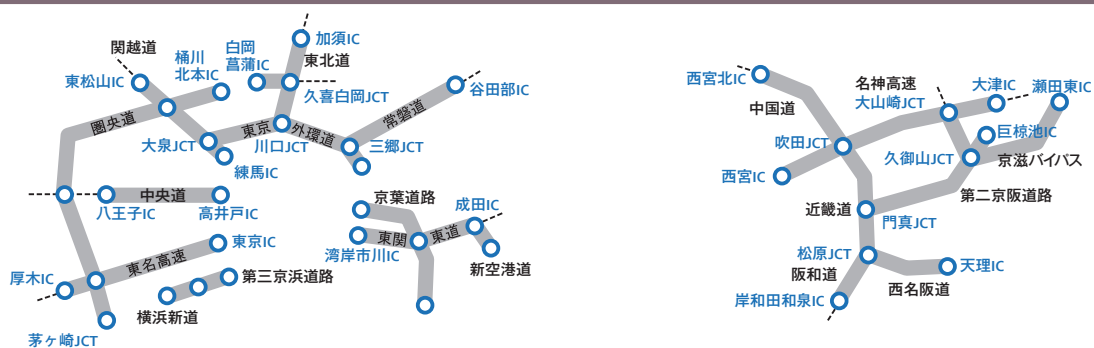 関越道
東松山IC
桶川
北本IC
白岡
菖蒲IC
加須IC
東北道
久喜白岡JCT
谷田部IC
常磐道
圏央道
大泉JCT
練馬IC
東京
外環道
川口JCT
三郷JCT
中央道
八王子IC
高井戸IC
京葉道路
成田IC
東関
東道
湾岸市川IC
新空港道
東京IC
東名高速
厚木IC
第三京浜道路
横浜新道
茅ヶ崎JCT
西宮北IC
中国道
名神高速
大山崎JCT
大津IC
瀬田東IC
巨椋池IC
吹田JCT
久御山JCT
京滋バイパス
西宮IC
第二京阪道路
近畿道
門真JCT
松原JCT
天理IC
阪和道
西名阪道
岸和田和泉IC